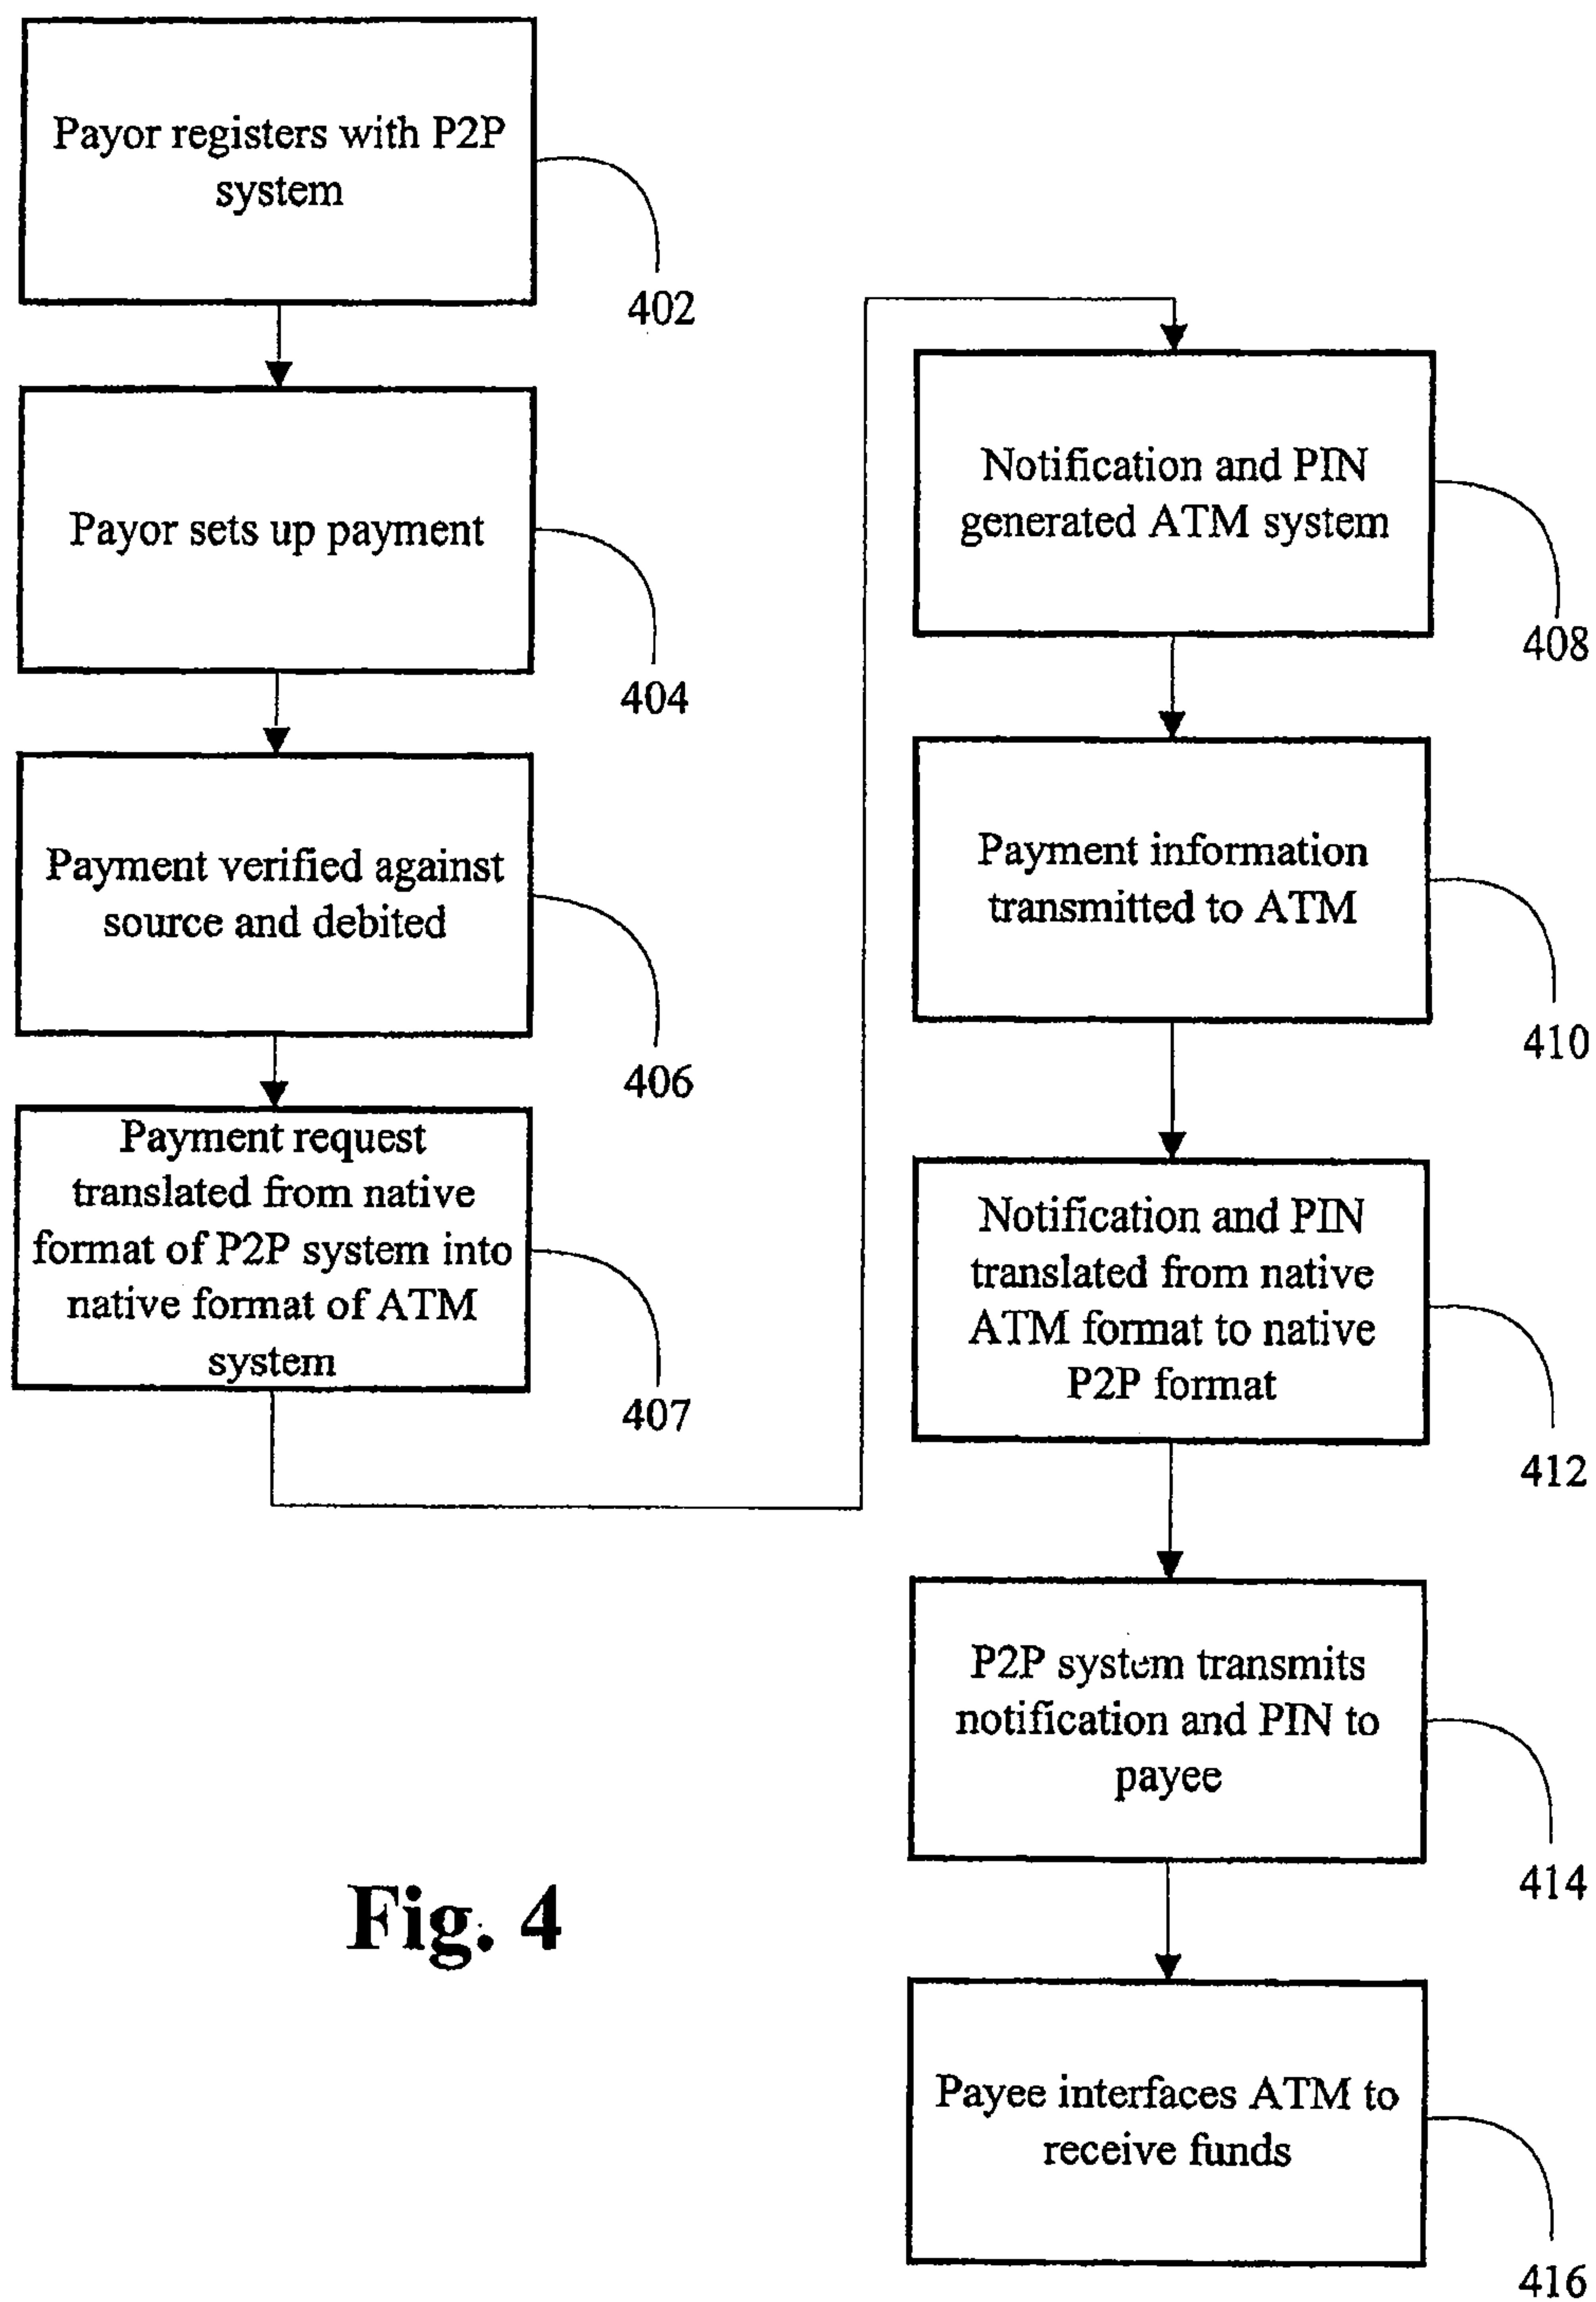 Payor registers with P2P
system
402
Payor sets up payment
404
Payment verified against
source and debited
406
Payment request
translated from native
format of P2P system into
native format of ATM
system
407
Notification and PIN
generated ATM system
408
Payment information
transmitted to ATM
410
Notification and PIN
translated from native
ATM format to native
P2P format
412
P2P system transmits
notification and PIN to
payee
414
Payee interfaces ATM to
receive funds
416
Fig. 4